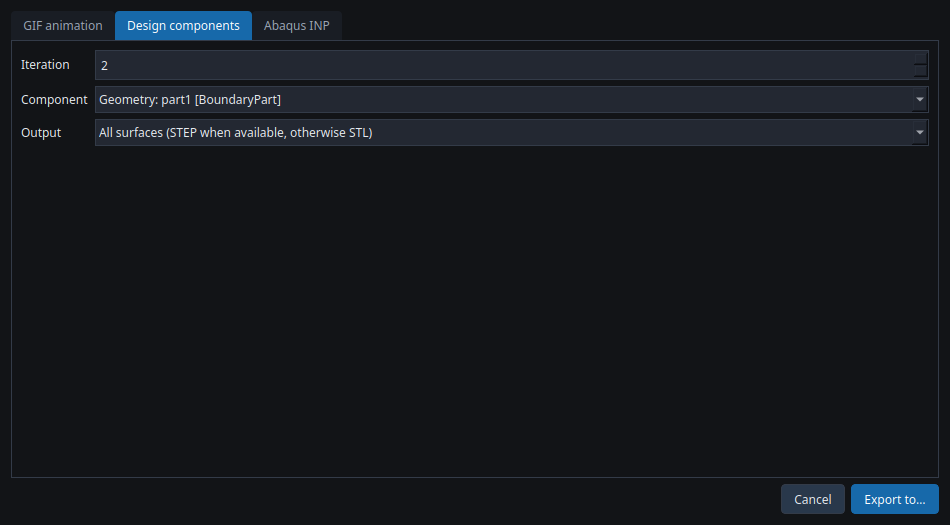 GIF animation Design components Abaqus INP
Iteration 2
Component Geometry: part1 [BoundaryPart]
Output All surfaces (STEP when available, otherwise STL)
Cancel Export to...